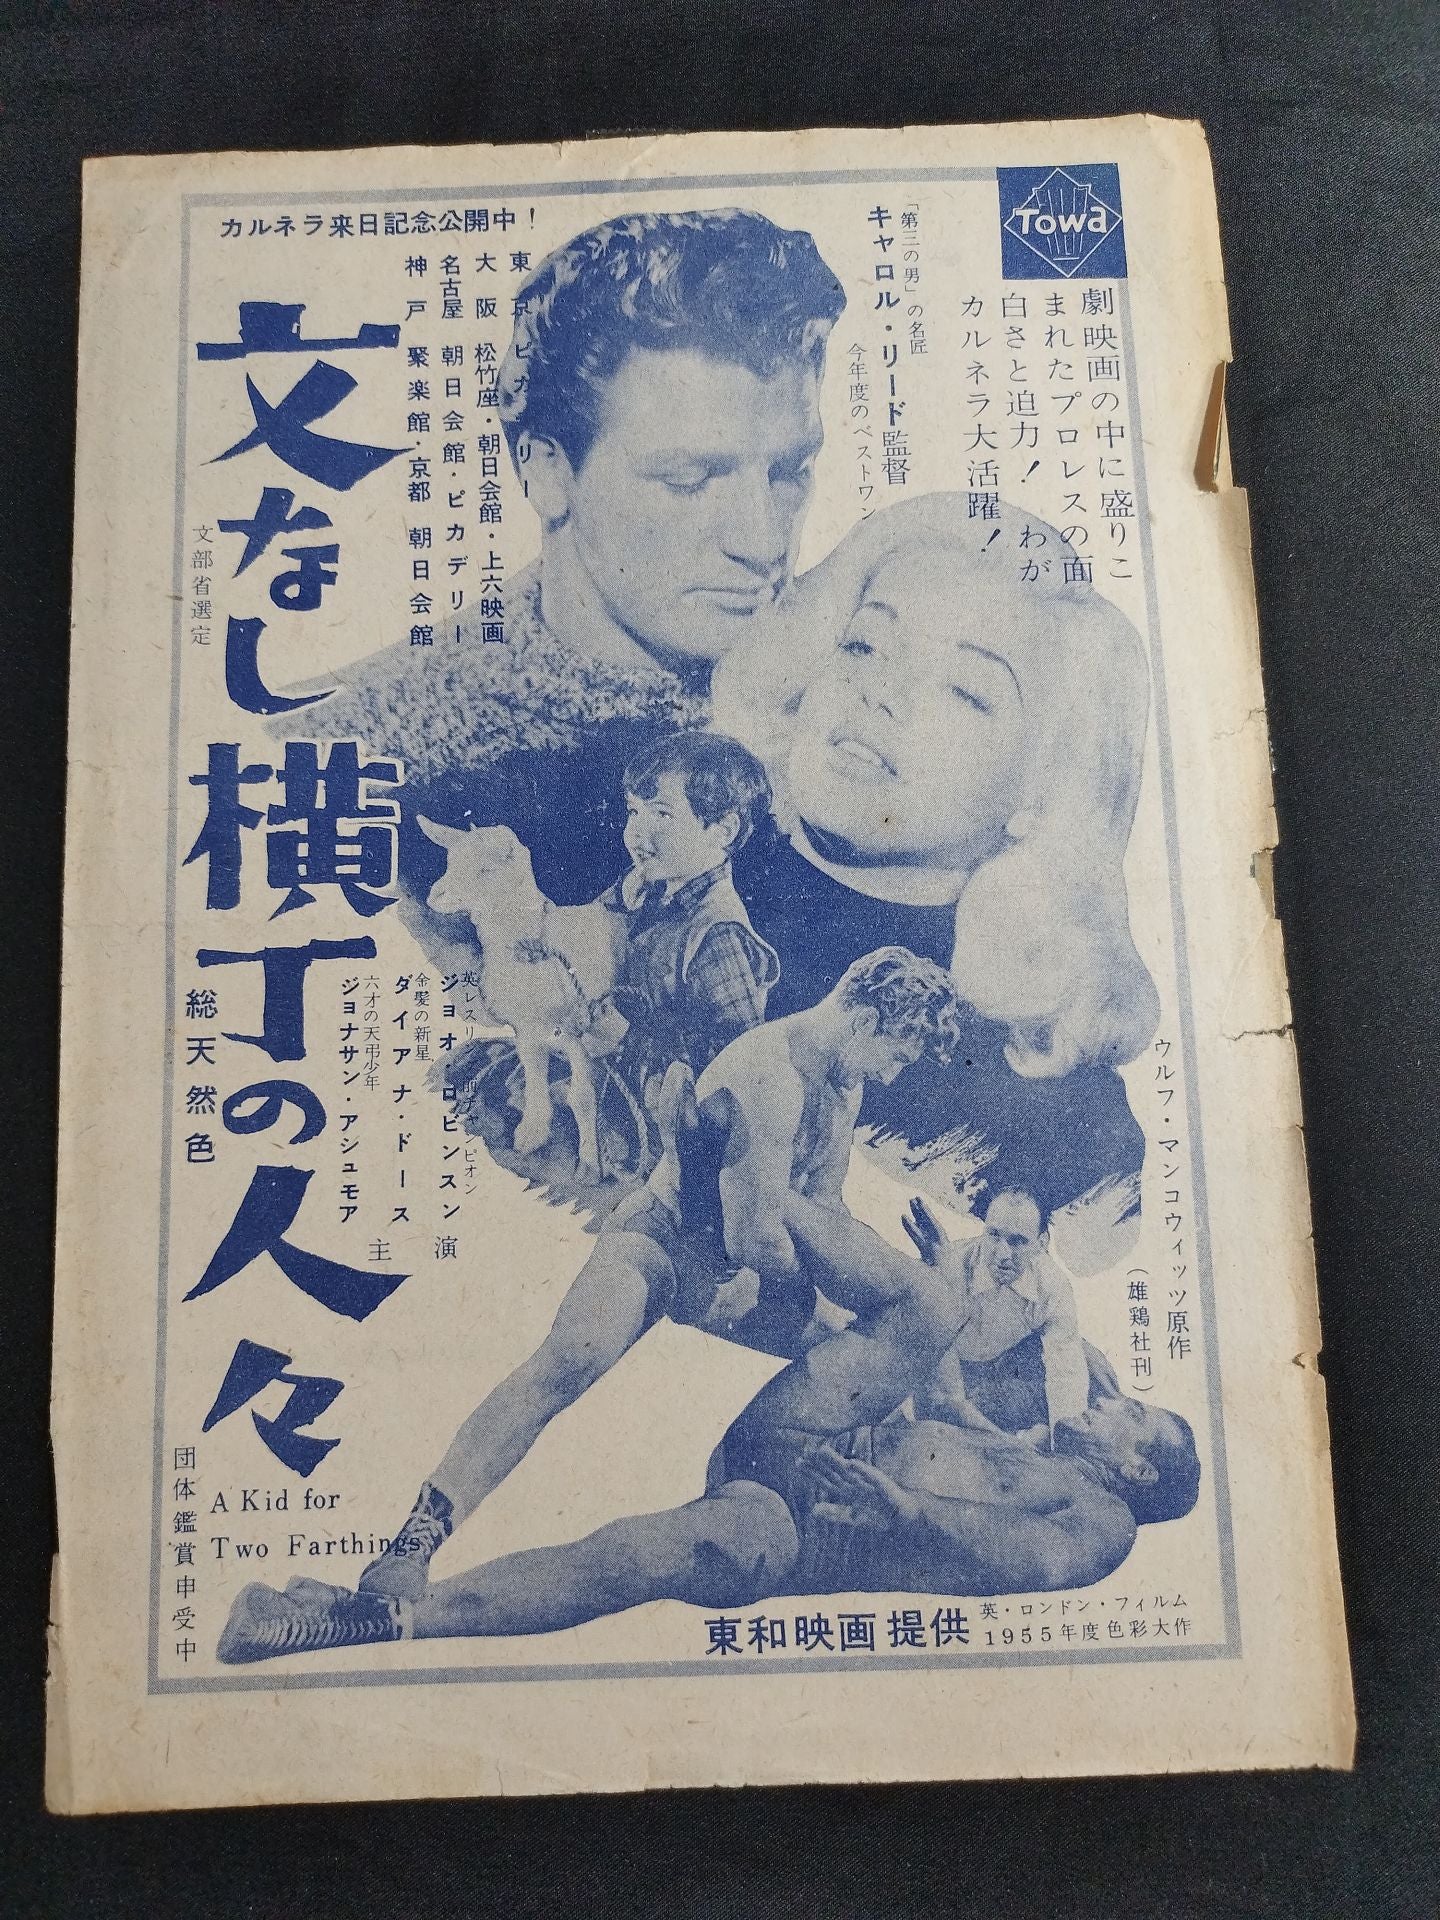 Towa
劇映画の中に盛りこ
まれたプロレスの面
白さと迫力！わが
カルネラ大活躍！
「第三の男」の名匠
キャロル・リード監督
今年度のベストワン
カルネラ来日記念公開中！
東京ピカデリー
大阪 松竹座・朝日会館・上六映画
名古屋 朝日会館・ピカデリー
神戸 聚楽館・京都 朝日会館
文なし横丁の人々
文部省選定
総天然色
英レスリング前チャンピオン
ジョオ・ロビンスン
金髪の新星
ダイアナ・ドース
六才の天弔少年
ジョナサン・アシュモア
主演
ウルフ・マンコウィッツ原作
（雄鶏社刊）
A Kid for
Two Farthings
団体鑑賞申受中
東和映画 提供
英・ロンドン・フィルム
1955年度色彩大作